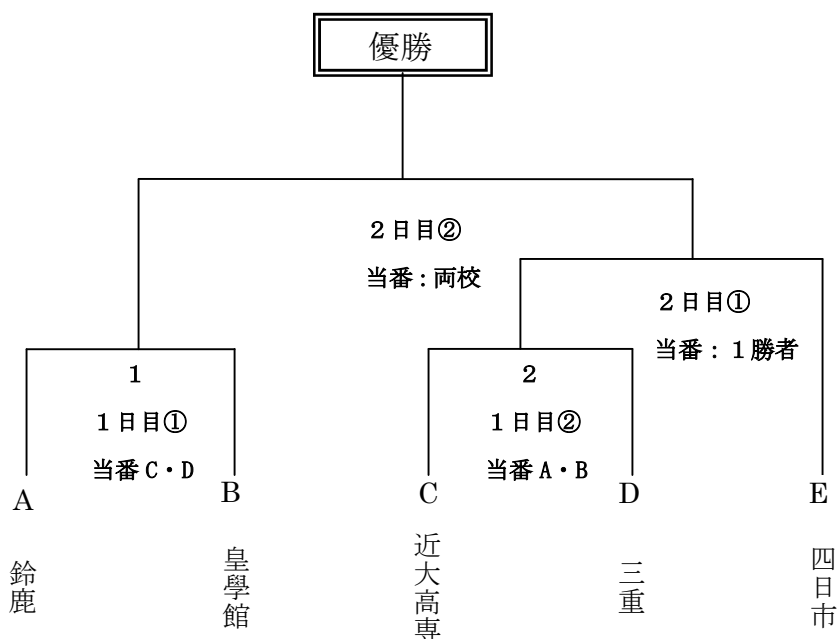 優勝
２日目②
当番：両校
２日目①
当番：１勝者
１
１日目①
当番Ｃ・Ｄ
２
１日目②
当番Ａ・Ｂ
A
B
C
D
E
鈴鹿
皇學館
近大高専
三重
四日市